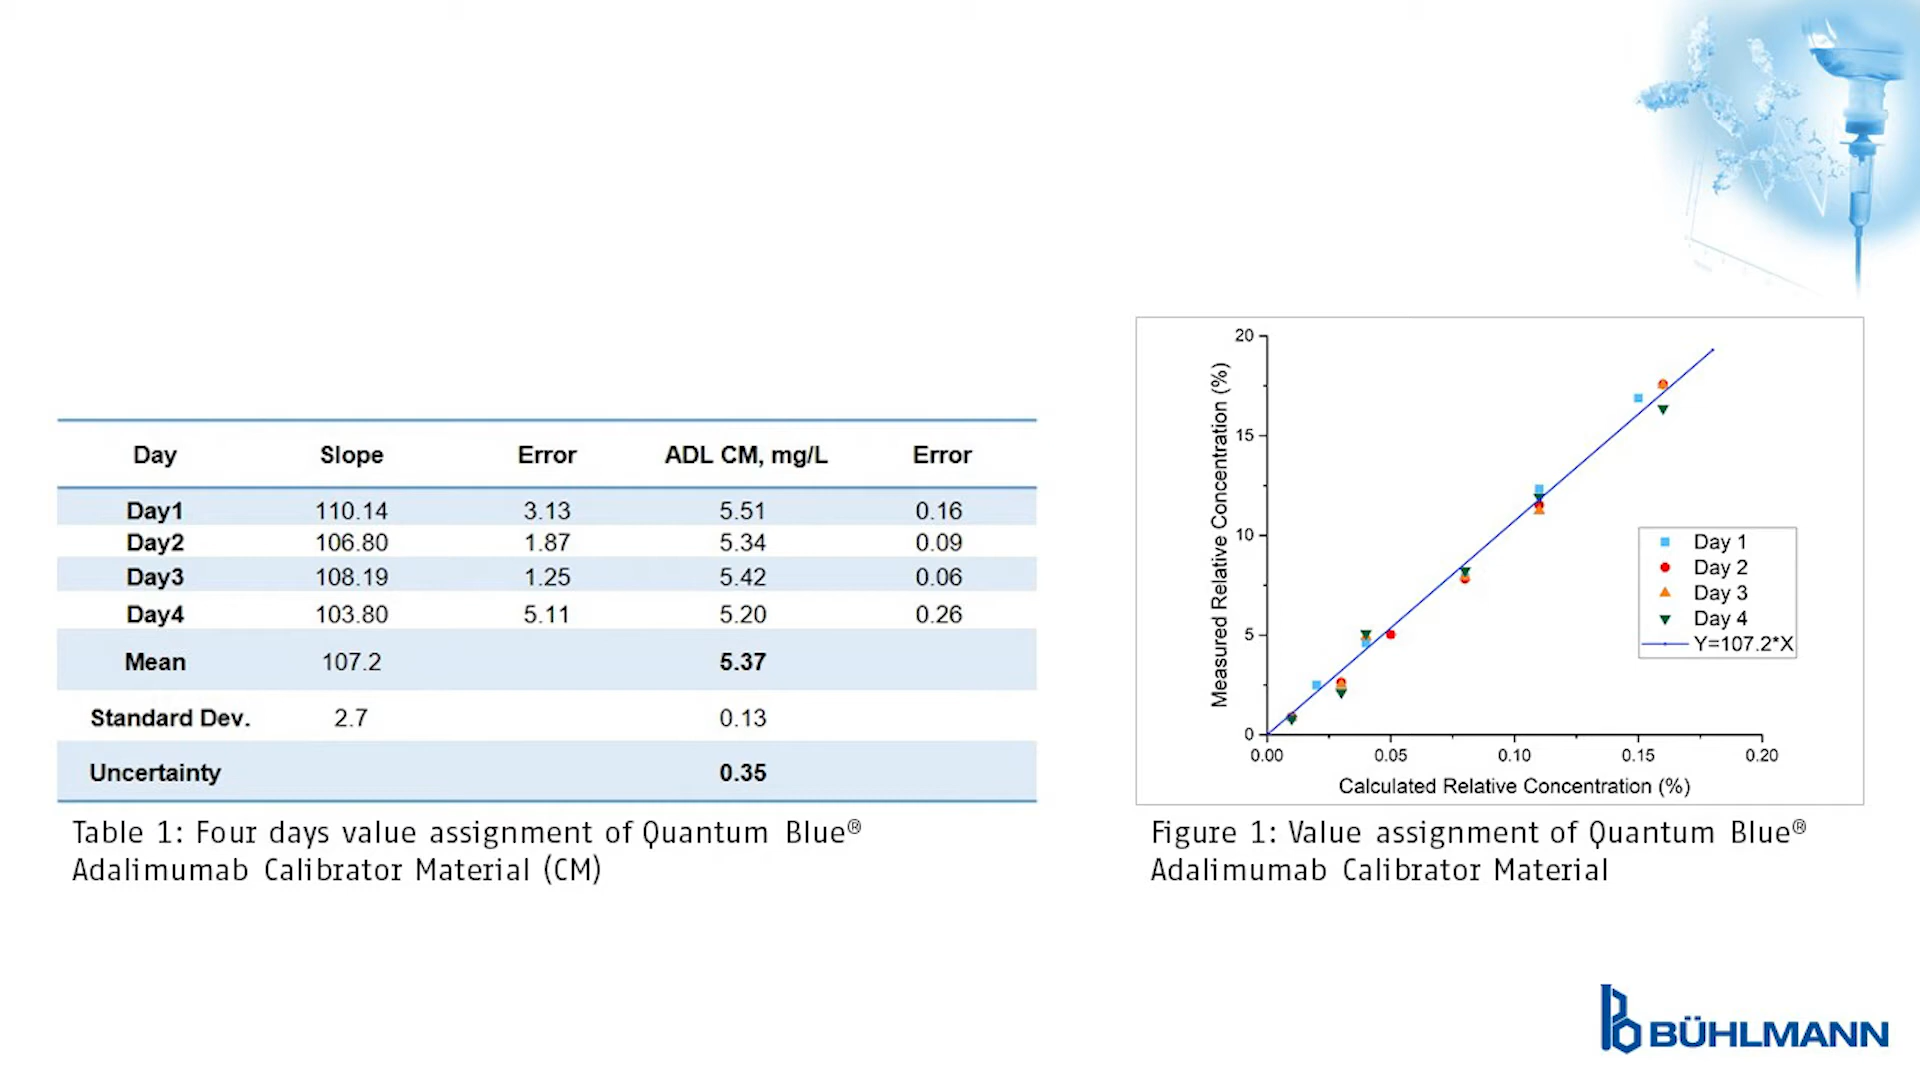 Day Slope Error ADL CM, mg/L Error
Day1 110.14 3.13 5.51 0.16
Day2 106.80 1.87 5.34 0.09
Day3 108.19 1.25 5.42 0.06
Day4 103.80 5.11 5.20 0.26
Mean 107.2 5.37
Standard Dev. 2.7 0.13
Uncertainty 0.35
Table 1: Four days value assignment of Quantum Blue®
Adalimumab Calibrator Material (CM)
Measured Relative Concentration (%)
20
15
10
5
0
0.00 0.05 0.10 0.15 0.20
Calculated Relative Concentration (%)
Day 1
Day 2
Day 3
Day 4
Y=107.2*X
Figure 1: Value assignment of Quantum Blue®
Adalimumab Calibrator Material
BÜHLMANN